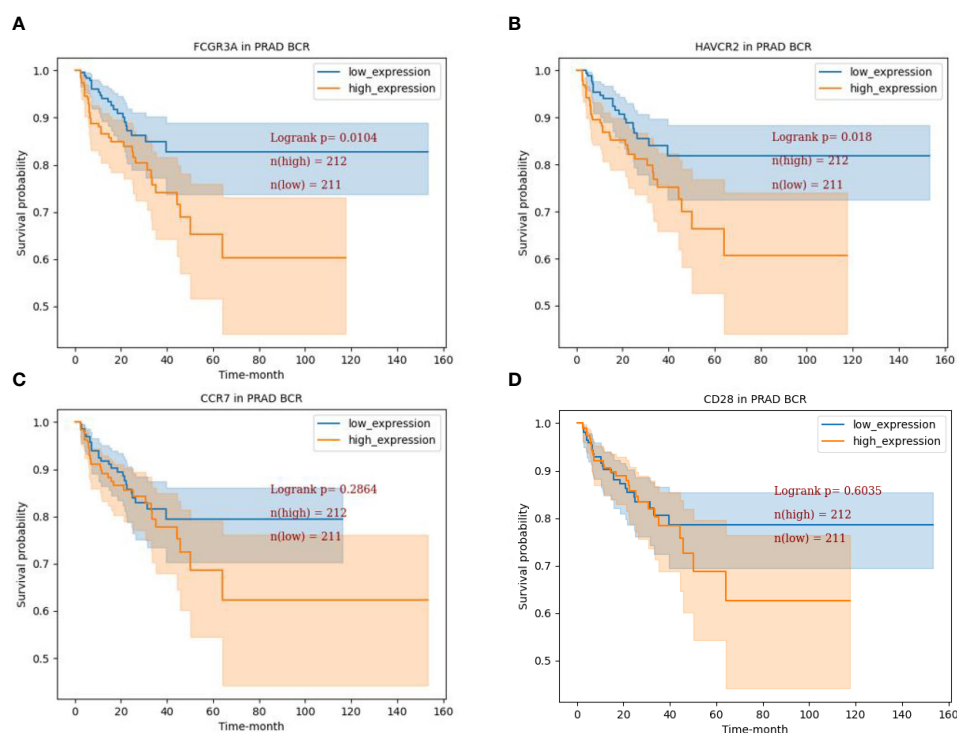 A
FCGR3A in PRAD BCR
low_expression
high_expression
Logrank p= 0.0104
n(high) = 212
n(low) = 211
Survival probability
1.0
0.9
0.8
0.7
0.6
0.5
0 20 40 60 80 100 120 140 160
Time-month
B
HAVCR2 in PRAD BCR
low_expression
high_expression
Logrank p= 0.018
n(high) = 212
n(low) = 211
Survival probability
1.0
0.9
0.8
0.7
0.6
0.5
0 20 40 60 80 100 120 140 160
C
CCR7 in PRAD BCR
low_expression
high_expression
Logrank p= 0.2864
n(high) = 212
n(low) = 211
Survival probability
1.0
0.9
0.8
0.7
0.6
0.5
0 20 40 60 80 100 120 140 160
Time-month
D
CD28 in PRAD BCR
low_expression
high_expression
Logrank p= 0.6035
n(high) = 212
n(low) = 211
Survival probability
1.0
0.9
0.8
0.7
0.6
0.5
0 20 40 60 80 100 120 140 160
Time-month